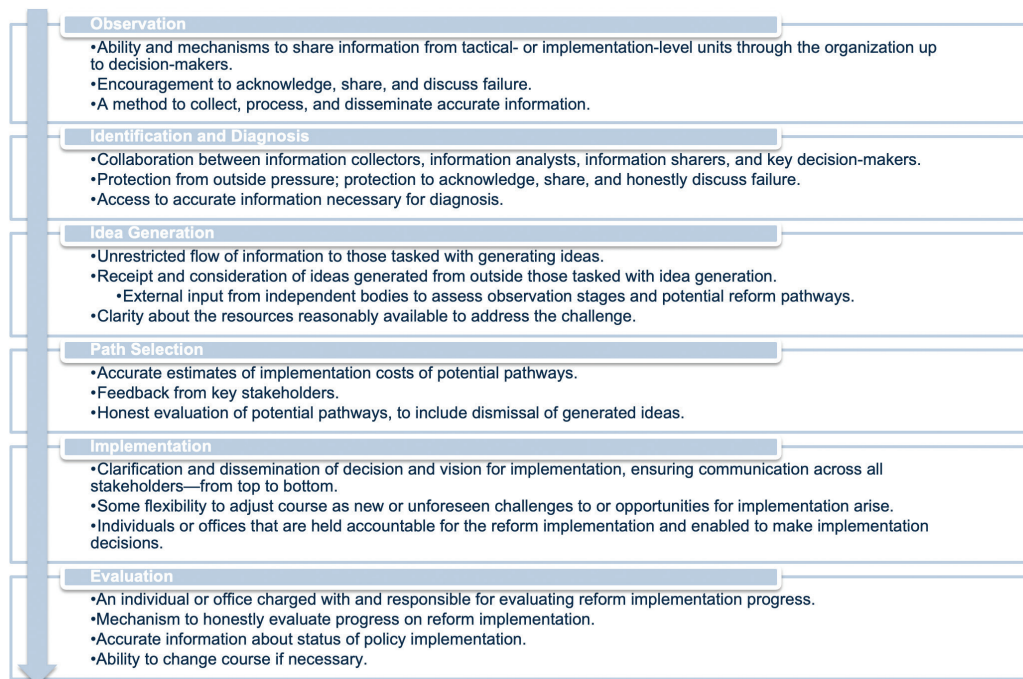 Observation
•Ability and mechanisms to share information from tactical- or implementation-level units through the organization up
to decision-makers.
•Encouragement to acknowledge, share, and discuss failure.
•A method to collect, process, and disseminate accurate information.
Identification and Diagnosis
•Collaboration between information collectors, information analysts, information sharers, and key decision-makers.
•Protection from outside pressure; protection to acknowledge, share, and honestly discuss failure.
•Access to accurate information necessary for diagnosis.
Idea Generation
•Unrestricted flow of information to those tasked with generating ideas.
•Receipt and consideration of ideas generated from outside those tasked with idea generation.
•External input from independent bodies to assess observation stages and potential reform pathways.
•Clarity about the resources reasonably available to address the challenge.
Path Selection
•Accurate estimates of implementation costs of potential pathways.
•Feedback from key stakeholders.
•Honest evaluation of potential pathways, to include dismissal of generated ideas.
Implementation
•Clarification and dissemination of decision and vision for implementation, ensuring communication across all
stakeholders—from top to bottom.
•Some flexibility to adjust course as new or unforeseen challenges to or opportunities for implementation arise.
•Individuals or offices that are held accountable for the reform implementation and enabled to make implementation
decisions.
Evaluation
•An individual or office charged with and responsible for evaluating reform implementation progress.
•Mechanism to honestly evaluate progress on reform implementation.
•Accurate information about status of policy implementation.
•Ability to change course if necessary.